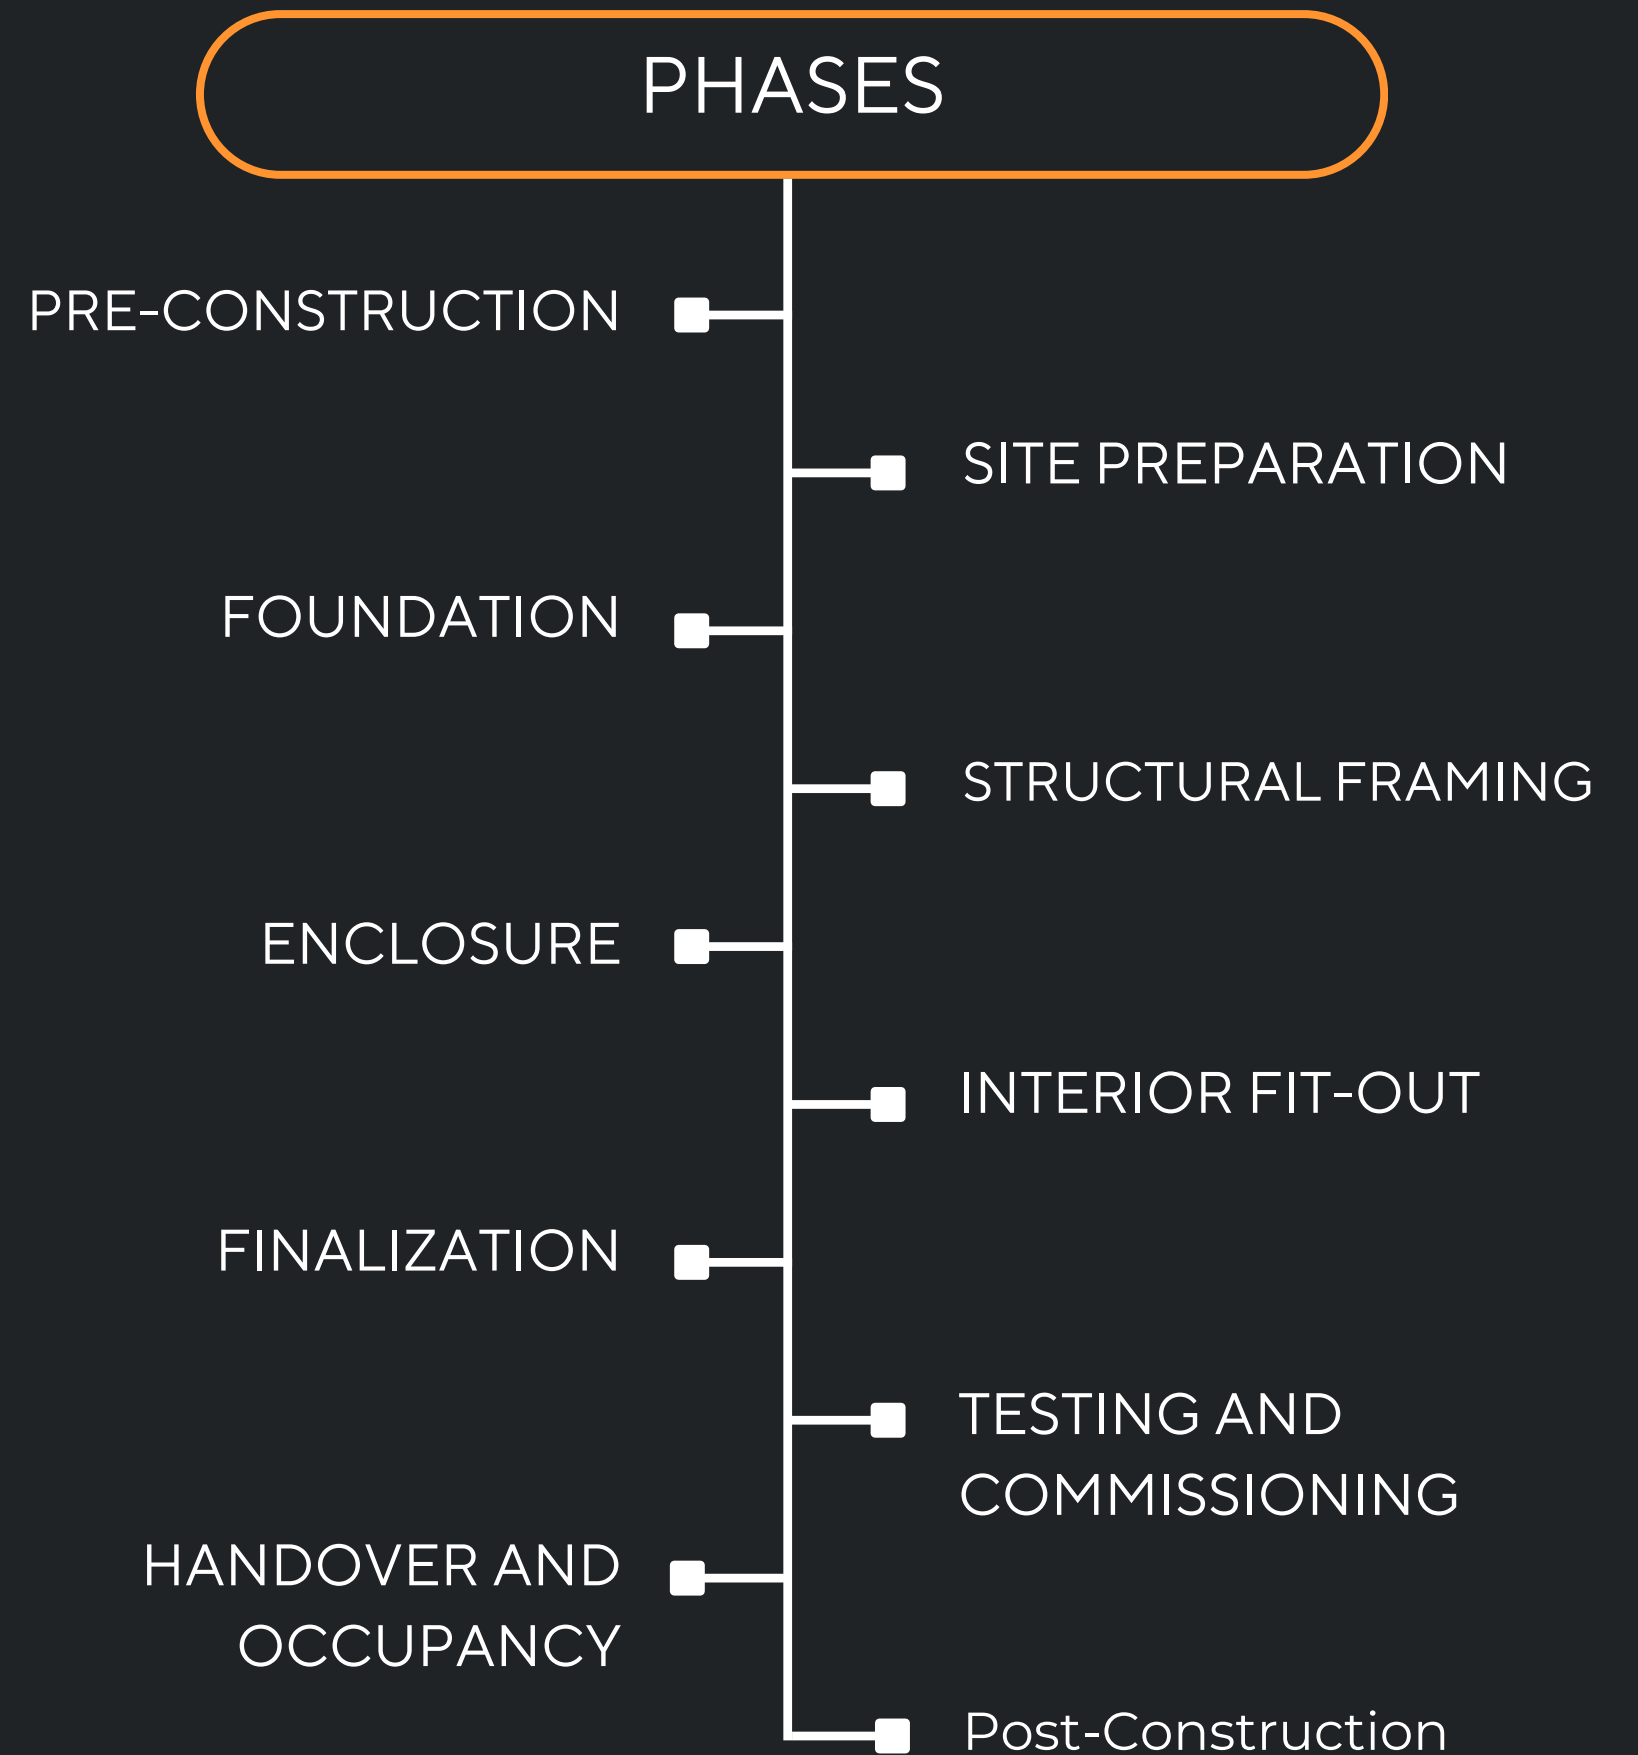 PHASES
PRE-CONSTRUCTION
SITE PREPARATION
FOUNDATION
STRUCTURAL FRAMING
ENCLOSURE
INTERIOR FIT-OUT
FINALIZATION
TESTING AND
COMMISSIONING
HANDOVER AND
OCCUPANCY
Post-Construction